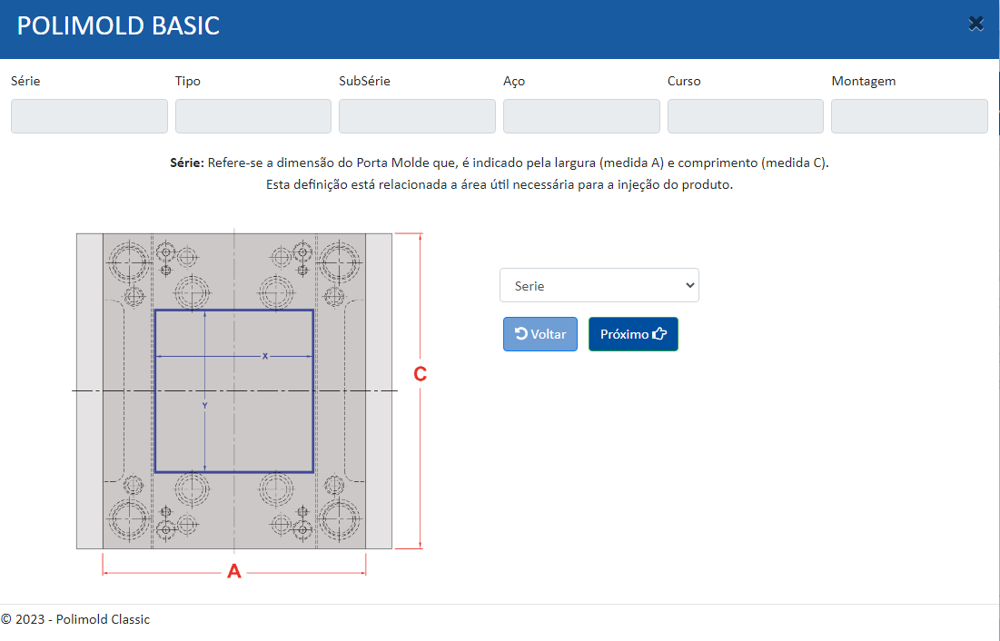 POLIMOLD BASIC
Série Tipo SubSérie Aço Curso Montagem
Série: Refere-se a dimensão do Porta Molde que, é indicado pela largura (medida A) e comprimento (medida C).
Esta definição está relacionada a área útil necessária para a injeção do produto.
Serie
Voltar Próximo
X
C
Y
A
© 2023 - Polimold Classic